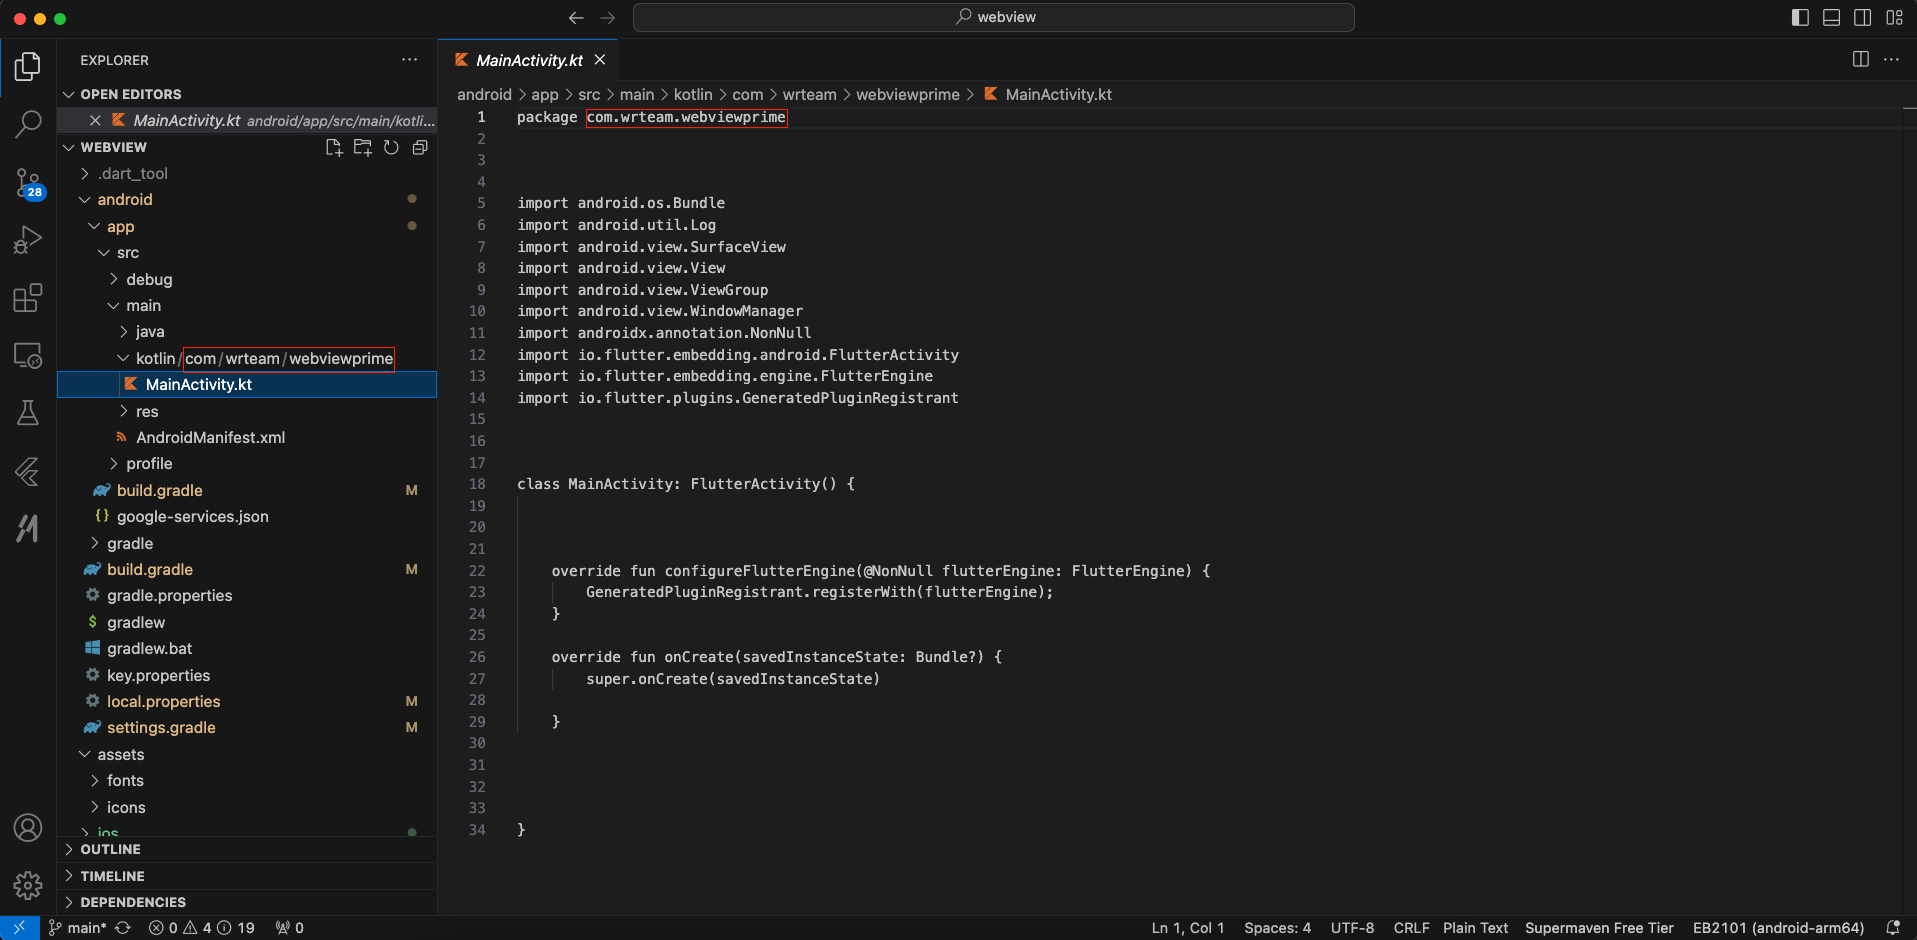 webview
EXPLORER
OPEN EDITORS
MainActivity.kt android/app/src/main/kotli...
WEBVIEW
.dart_tool
android
app
src
debug
main
java
kotlin/com/wrteam/webviewprime
MainActivity.kt
res
AndroidManifest.xml
profile
build.gradle M
google-services.json
gradle
build.gradle M
gradle.properties
gradlew
gradlew.bat
key.properties
local.properties M
settings.gradle M
assets
fonts
icons
ios
OUTLINE
TIMELINE
DEPENDENCIES
28
MainActivity.kt
android > app > src > main > kotlin > com > wrteam > webviewprime > MainActivity.kt
1 package com.wrteam.webviewprime
2
3
4
5 import android.os.Bundle
6 import android.util.Log
7 import android.view.SurfaceView
8 import android.view.View
9 import android.view.ViewGroup
10 import android.view.WindowManager
11 import androidx.annotation.NonNull
12 import io.flutter.embedding.android.FlutterActivity
13 import io.flutter.embedding.engine.FlutterEngine
14 import io.flutter.plugins.GeneratedPluginRegistrant
15
16
17
18 class MainActivity: FlutterActivity() {
19
20
21
22 override fun configureFlutterEngine(@NonNull flutterEngine: FlutterEngine) {
23 GeneratedPluginRegistrant.registerWith(flutterEngine);
24 }
25
26 override fun onCreate(savedInstanceState: Bundle?) {
27 super.onCreate(savedInstanceState)
28
29 }
30
31
32
33
34 }
main* 0 4 19 0
Ln 1, Col 1 Spaces: 4 UTF-8 CRLF Plain Text Supermaven Free Tier EB2101 (android-arm64)